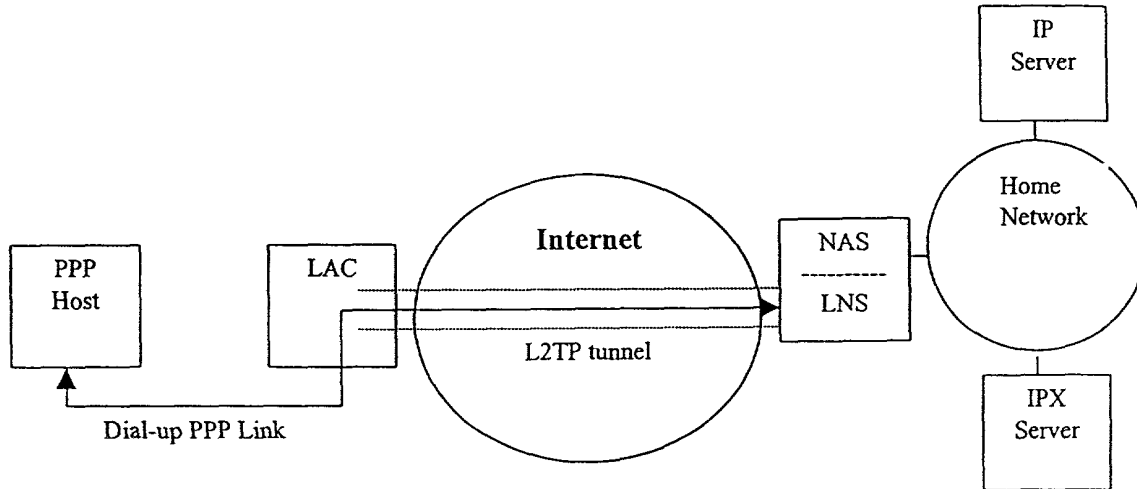 IP
Server
Home
Network
Internet
NAS
----------
LNS
PPP
Host
LAC
L2TP tunnel
Dial-up PPP Link
IPX
Server